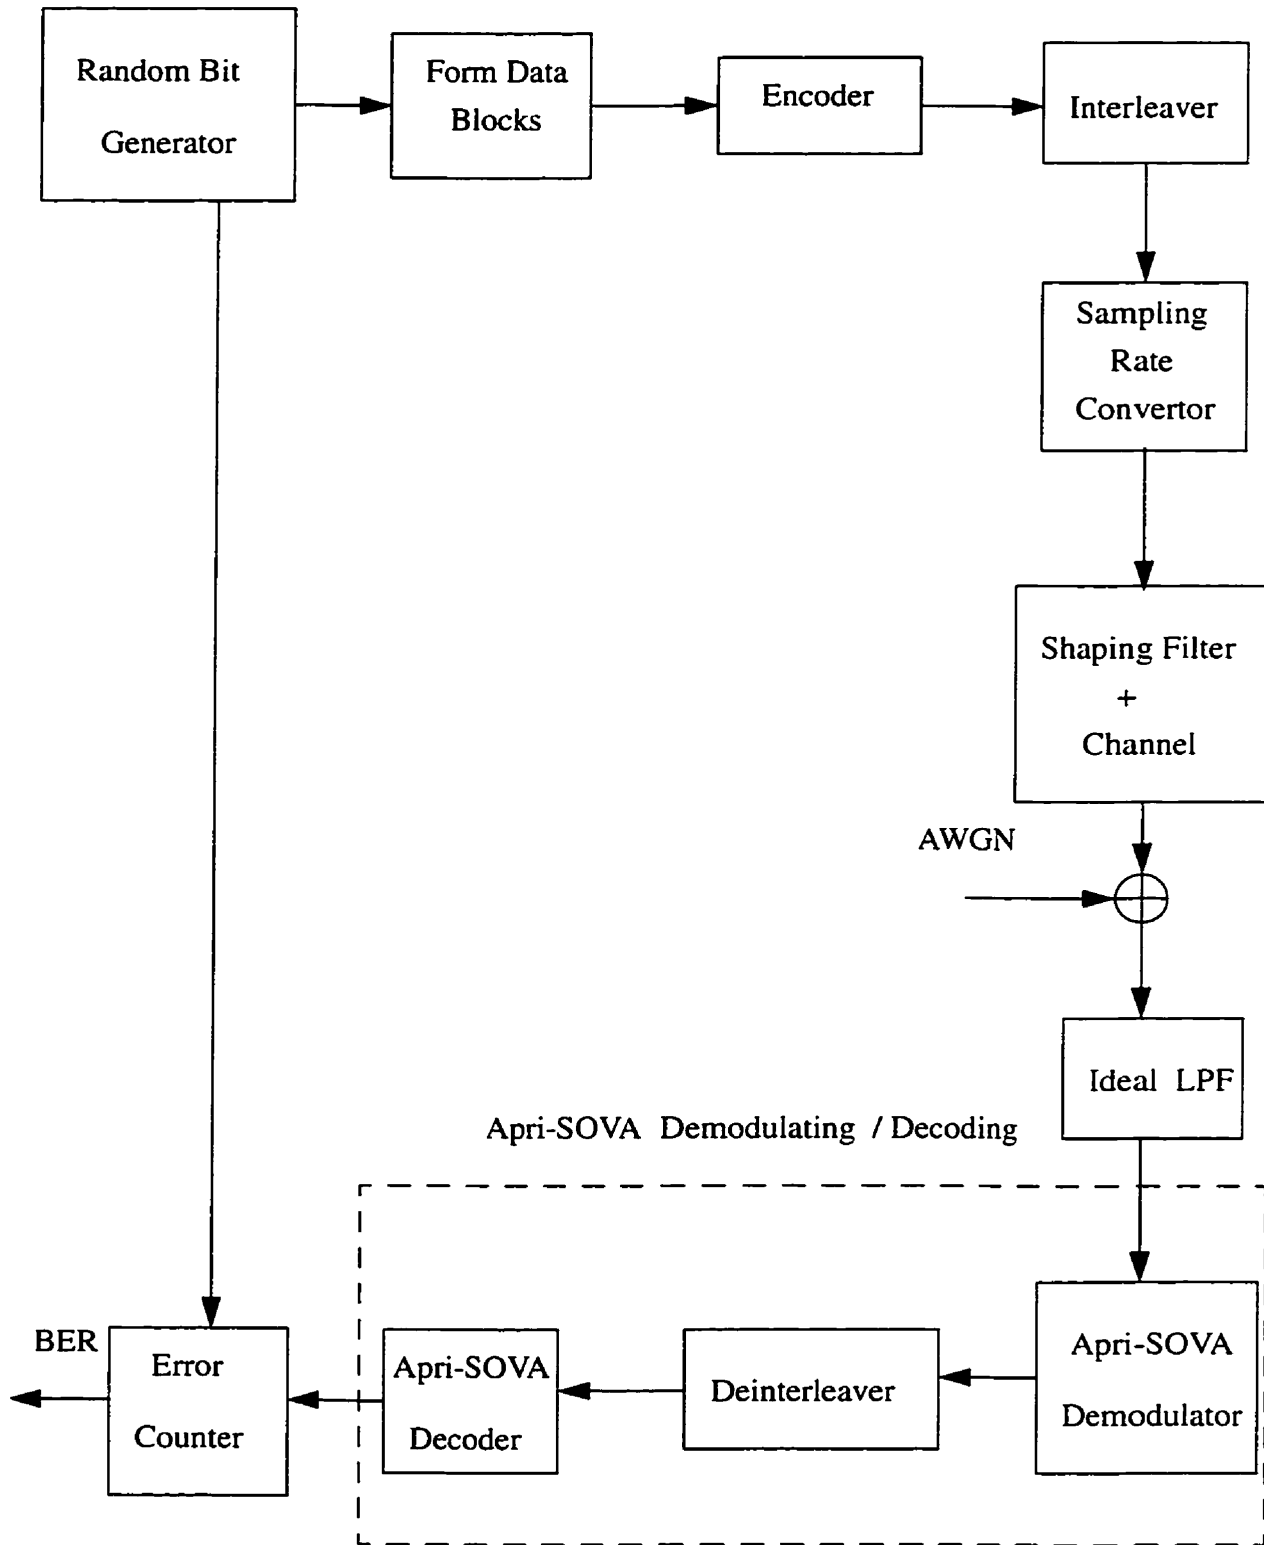 Random Bit
Generator
Form Data
Blocks
Encoder
Interleaver
Sampling
Rate
Convertor
Shaping Filter
+
Channel
AWGN
Ideal LPF
Apri-SOVA Demodulating / Decoding
Apri-SOVA
Demodulator
Deinterleaver
Apri-SOVA
Decoder
Error
Counter
BER